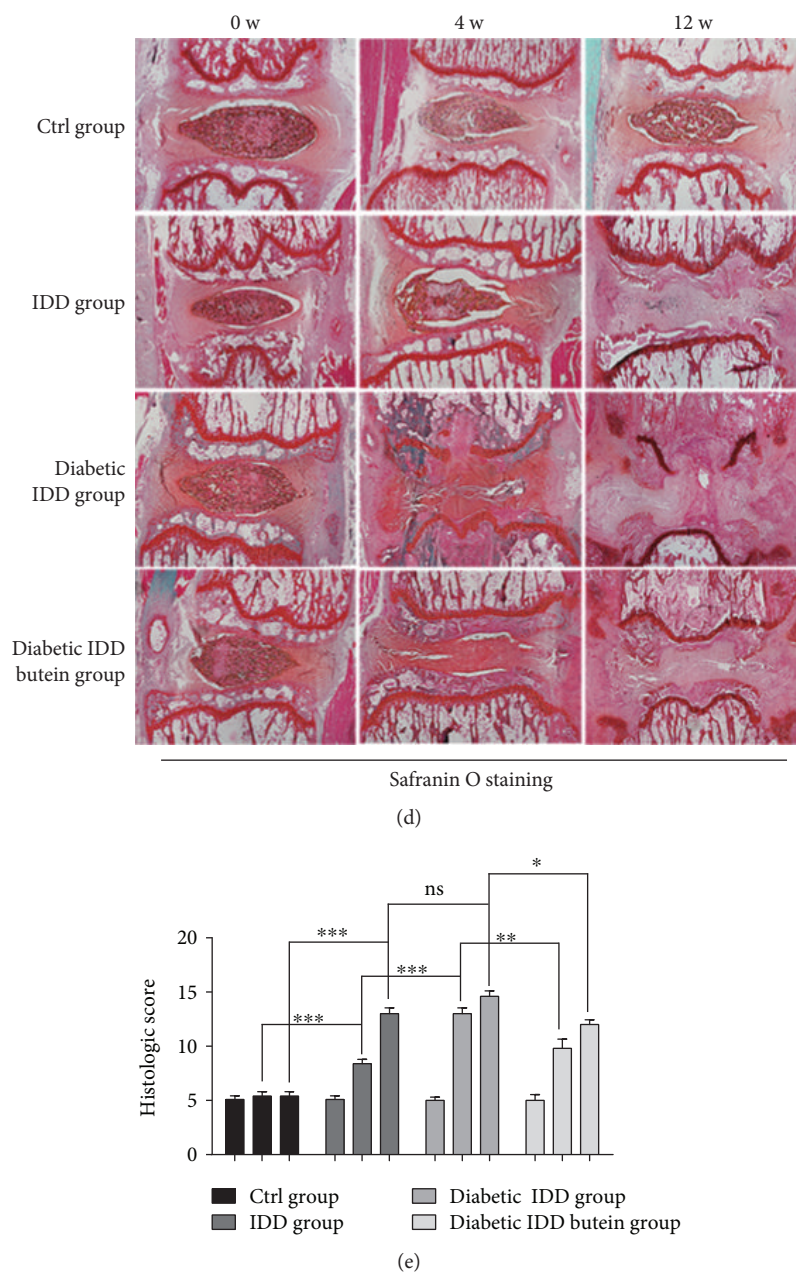 0 w 4 w 12 w
Ctrl group
IDD group
Diabetic
IDD group
Diabetic IDD
butein group
Safranin O staining
(d)
Histologic score
20
15
10
5
0
***
***
***
ns
**
*
Ctrl group
IDD group
Diabetic IDD group
Diabetic IDD butein group
(e)